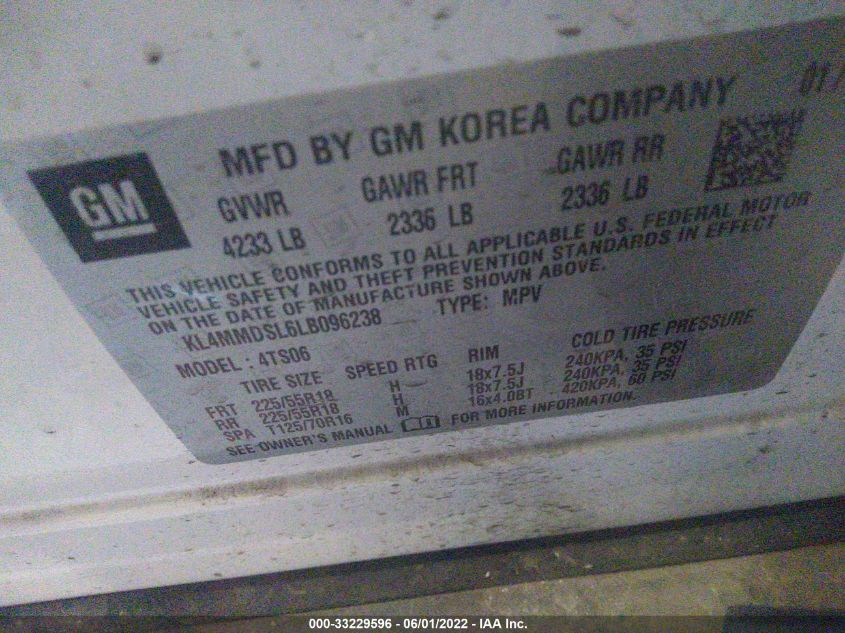 MFD BY GM KOREA COMPANY 01/
GM
GVWR GAWR FRT GAWR RR
4233 LB 2336 LB 2336 LB
THIS VEHICLE CONFORMS TO ALL APPLICABLE U.S. FEDERAL MOTOR
VEHICLE SAFETY AND THEFT PREVENTION STANDARDS IN EFFECT
ON THE DATE OF MANUFACTURE SHOWN ABOVE.
KL4MMDSL6LB096238 TYPE: MPV
MODEL : 4TS06
TIRE SIZE SPEED RTG RIM COLD TIRE PRESSURE
FRT 225/55R18 H 18x7.5J 240KPA, 35 PSI
RR 225/55R18 H 18x7.5J 240KPA, 35 PSI
SPA T125/70R16 M 16x4.0BT 420KPA, 60 PSI
SEE OWNER'S MANUAL FOR MORE INFORMATION.
000-33229596 - 06/01/2022 - IAA Inc.